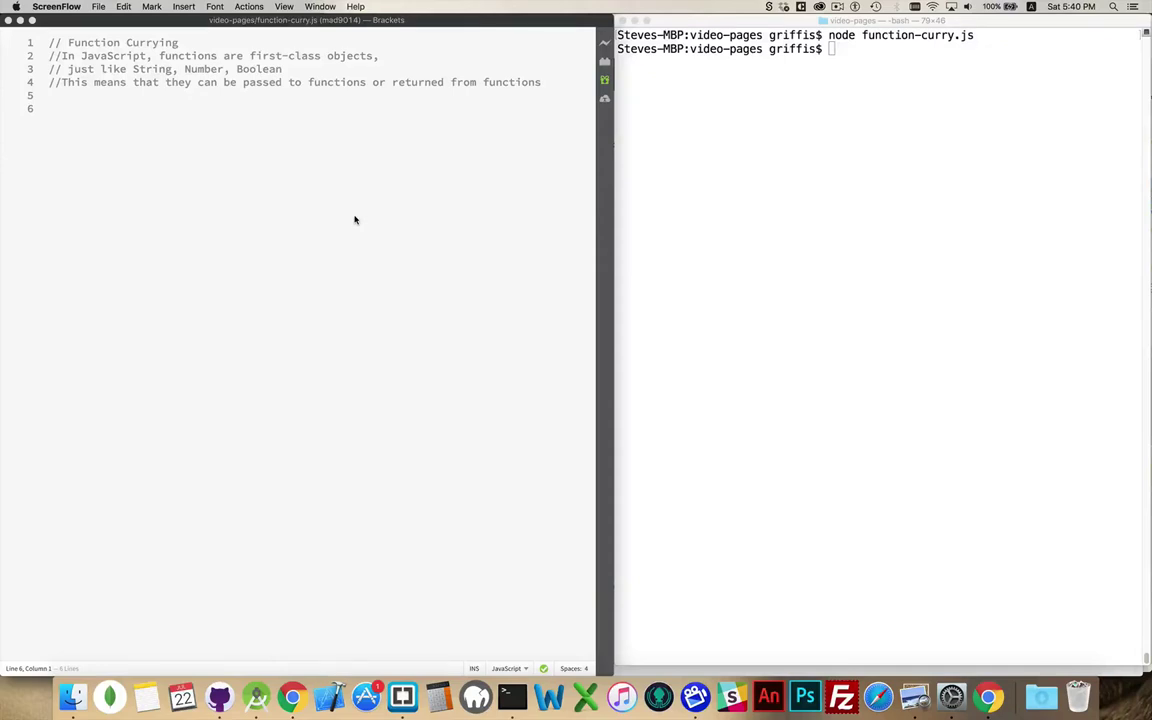 ScreenFlow File Edit Mark Insert Font Actions View Window Help
100% Sat 5:40 PM
video-pages/function-curry.js (mad9014) — Brackets
video-pages — -bash — 79×46
1 // Function Currying
2 //In JavaScript, functions are first-class objects,
3 // just like String, Number, Boolean
4 //This means that they can be passed to functions or returned from functions
5
6
Steves-MBP:video-pages griffis$ node function-curry.js
Steves-MBP:video-pages griffis$
Line 6, Column 1 — 6 Lines
INS JavaScript Spaces: 4
22
1
W
An
Ps
Fz